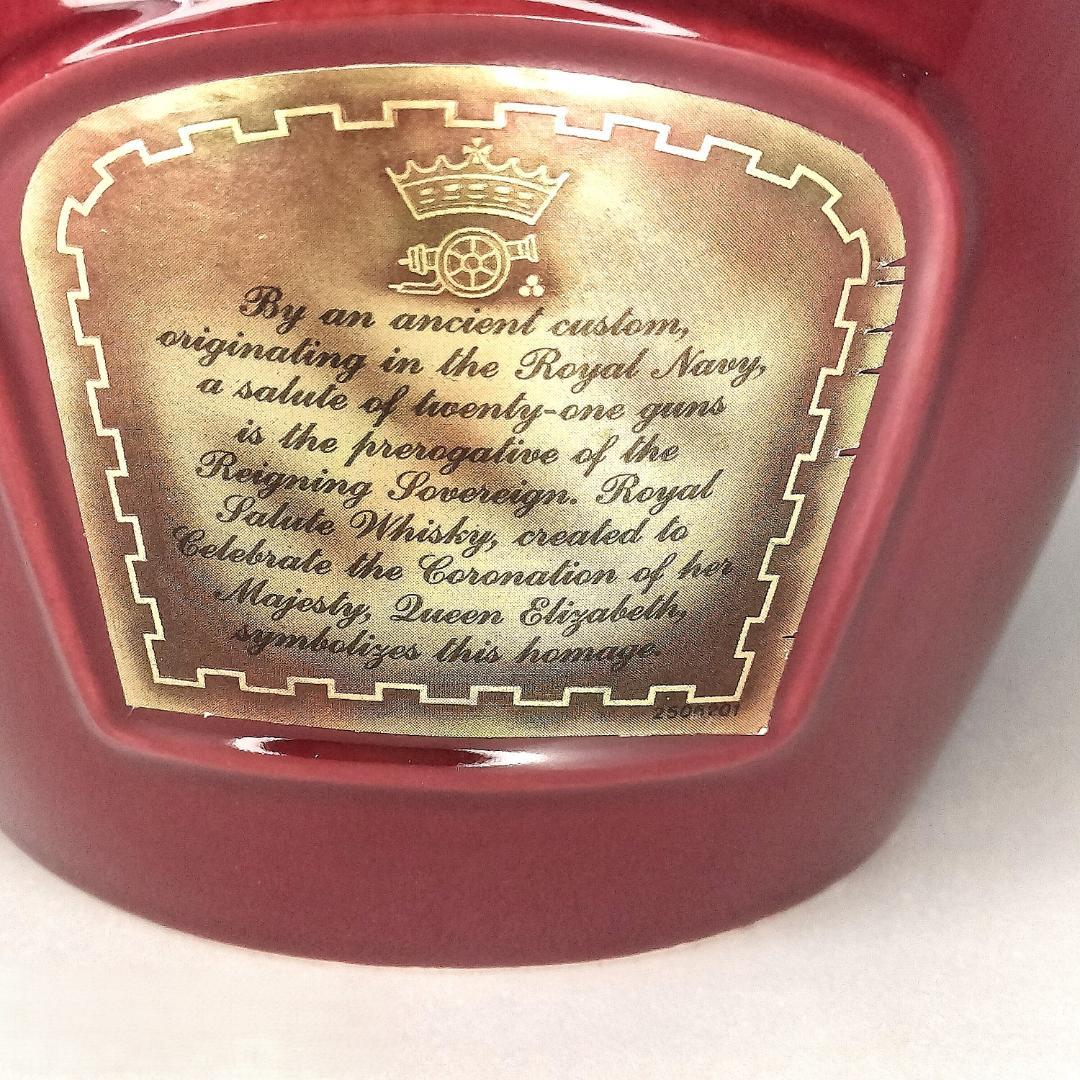 By an ancient custom,
originating in the Royal Navy,
a salute of twenty-one guns
is the prerogative of the
Reigning Sovereign. Royal
Salute Whisky, created to
Celebrate the Coronation of her
Majesty, Queen Elizabeth,
symbolizes this homage.